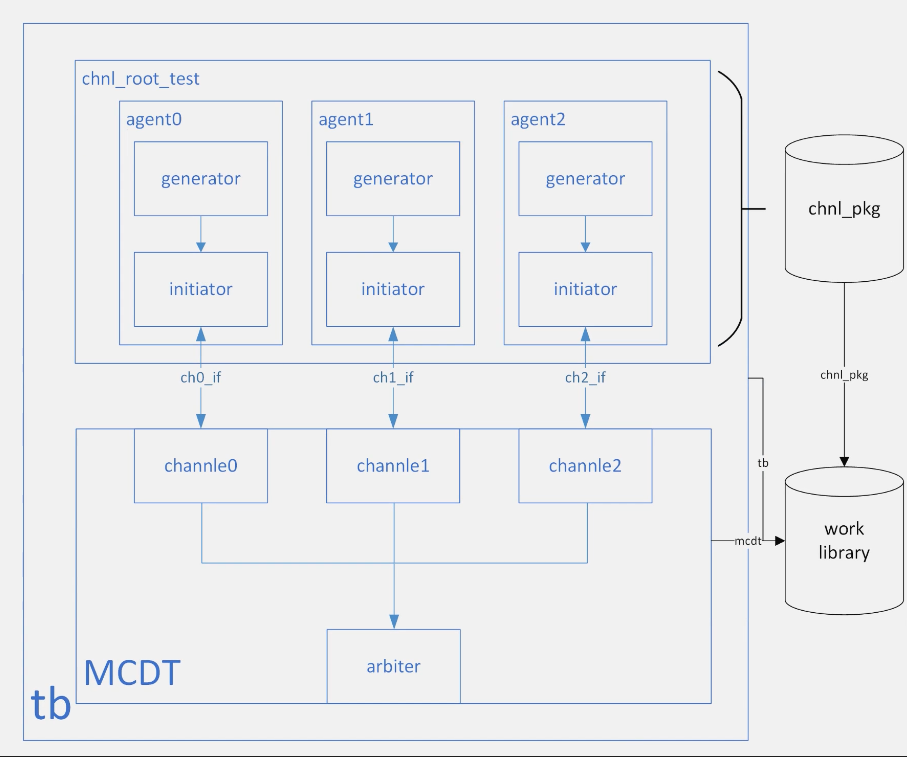 chnl_root_test
agent0
agent1
agent2
generator
generator
generator
chnl_pkg
initiator
initiator
initiator
ch0_if
ch1_if
ch2_if
chnl_pkg
channle0
channle1
channle2
tb
work
library
mcdt
arbiter
MCDT
tb